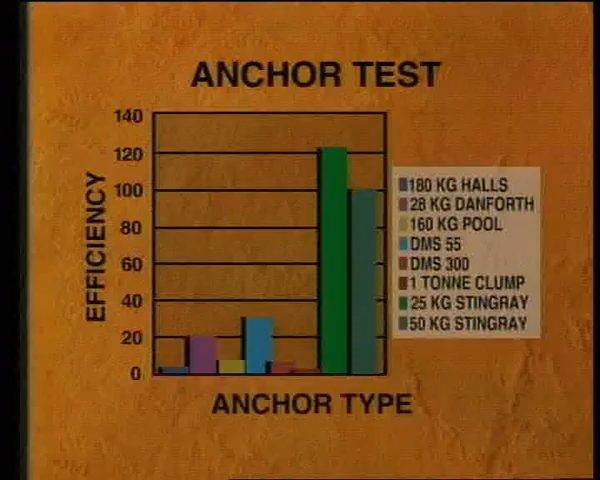 ANCHOR TEST
EFFICIENCY
140
120
100
80
60
40
20
0
180 KG HALLS
28 KG DANFORTH
160 KG POOL
DMS 55
DMS 300
1 TONNE CLUMP
25 KG STINGRAY
50 KG STINGRAY
ANCHOR TYPE